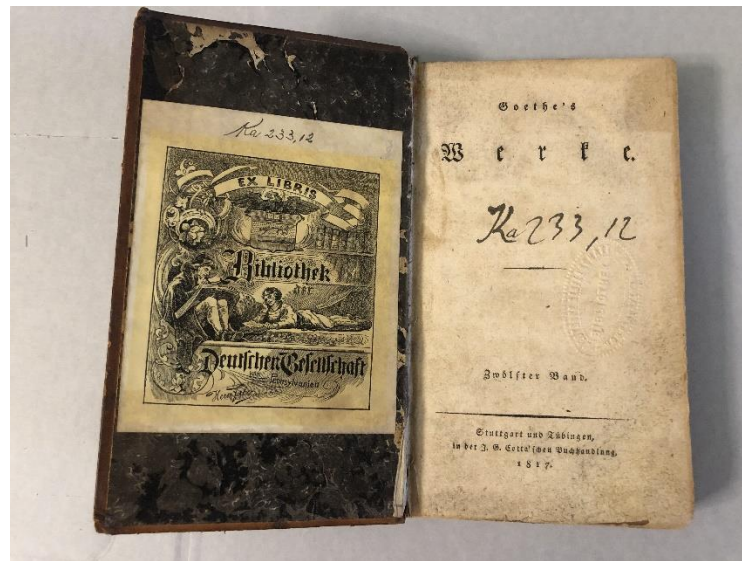 Ka 233,12
EX LIBRIS
Bibliothek
der
Deutschen Gesellschaft
von Pennsylvanien
Goethe's
Werke.
Ka 233,12
Zwölfter Band.
Stuttgart und Tübingen,
in der J. G. Cotta'schen Buchhandlung.
1817.